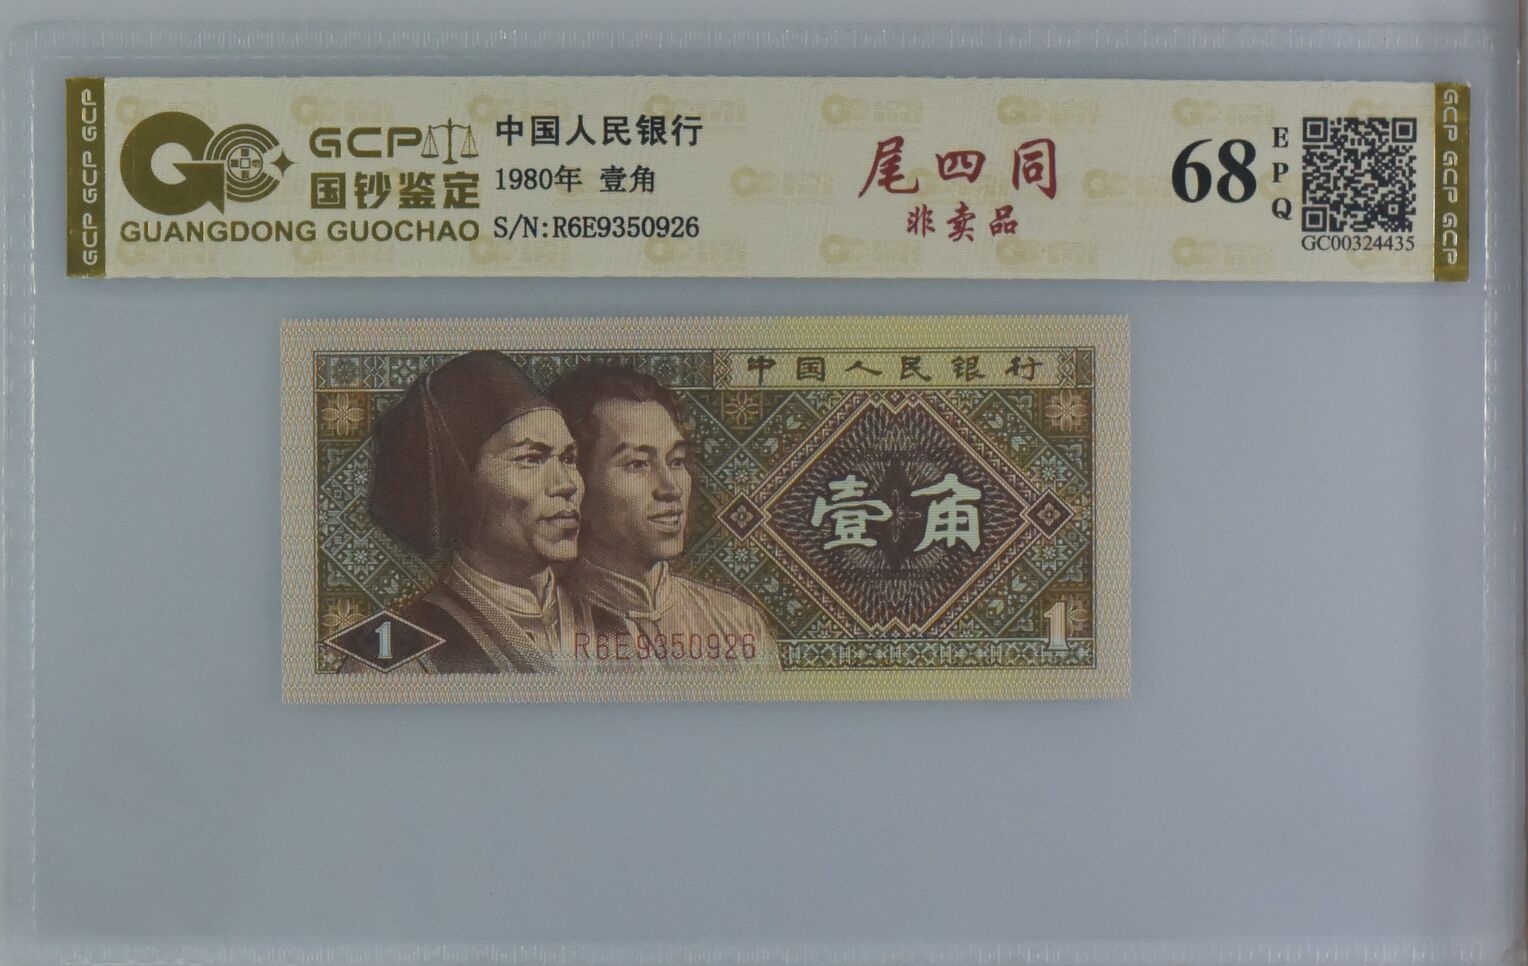 GCP GCP GCP
GCP
国钞鉴定
GUANGDONG GUOCHAO
中国人民银行
1980年 壹角
S/N:R6E9350926
尾四同
非卖品
68
EPQ
GC00324435
GCP GCP GCP
中国人民银行
壹角
1
R6E9350926
1